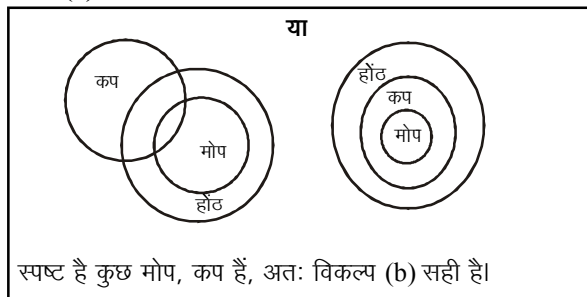 या
कप
होंठ
कप
मोप
मोप
होंठ
स्पष्ट है कुछ मोप, कप हैं, अतः विकल्प (b) सही है।